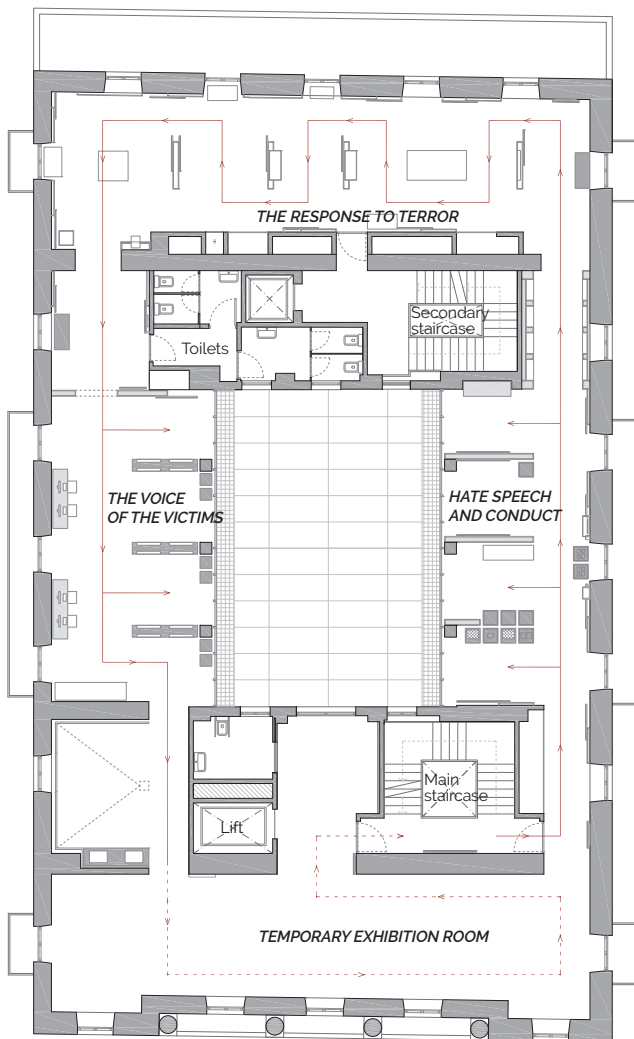 THE RESPONSE TO TERROR
Secondary
staircase
Toilets
THE VOICE
OF THE VICTIMS
HATE SPEECH
AND CONDUCT
Main
staircase
Lift
TEMPORARY EXHIBITION ROOM